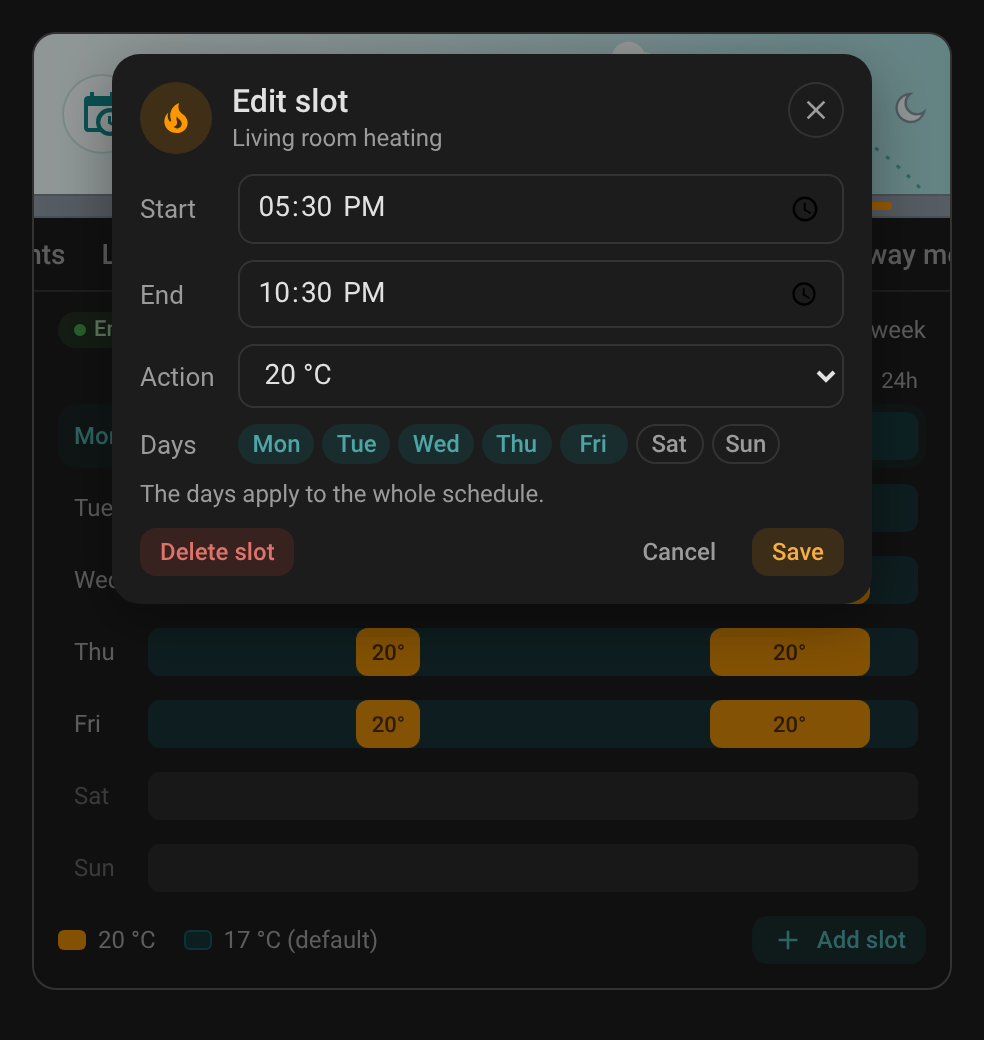 Edit slot
Living room heating
Start 05:30 PM
End 10:30 PM
Action 20 °C
Days Mon Tue Wed Thu Fri Sat Sun
The days apply to the whole schedule.
Delete slot Cancel Save
week
24h
Tue
Thu 20° 20°
Fri 20° 20°
Sat
Sun
20 °C 17 °C (default) Add slot